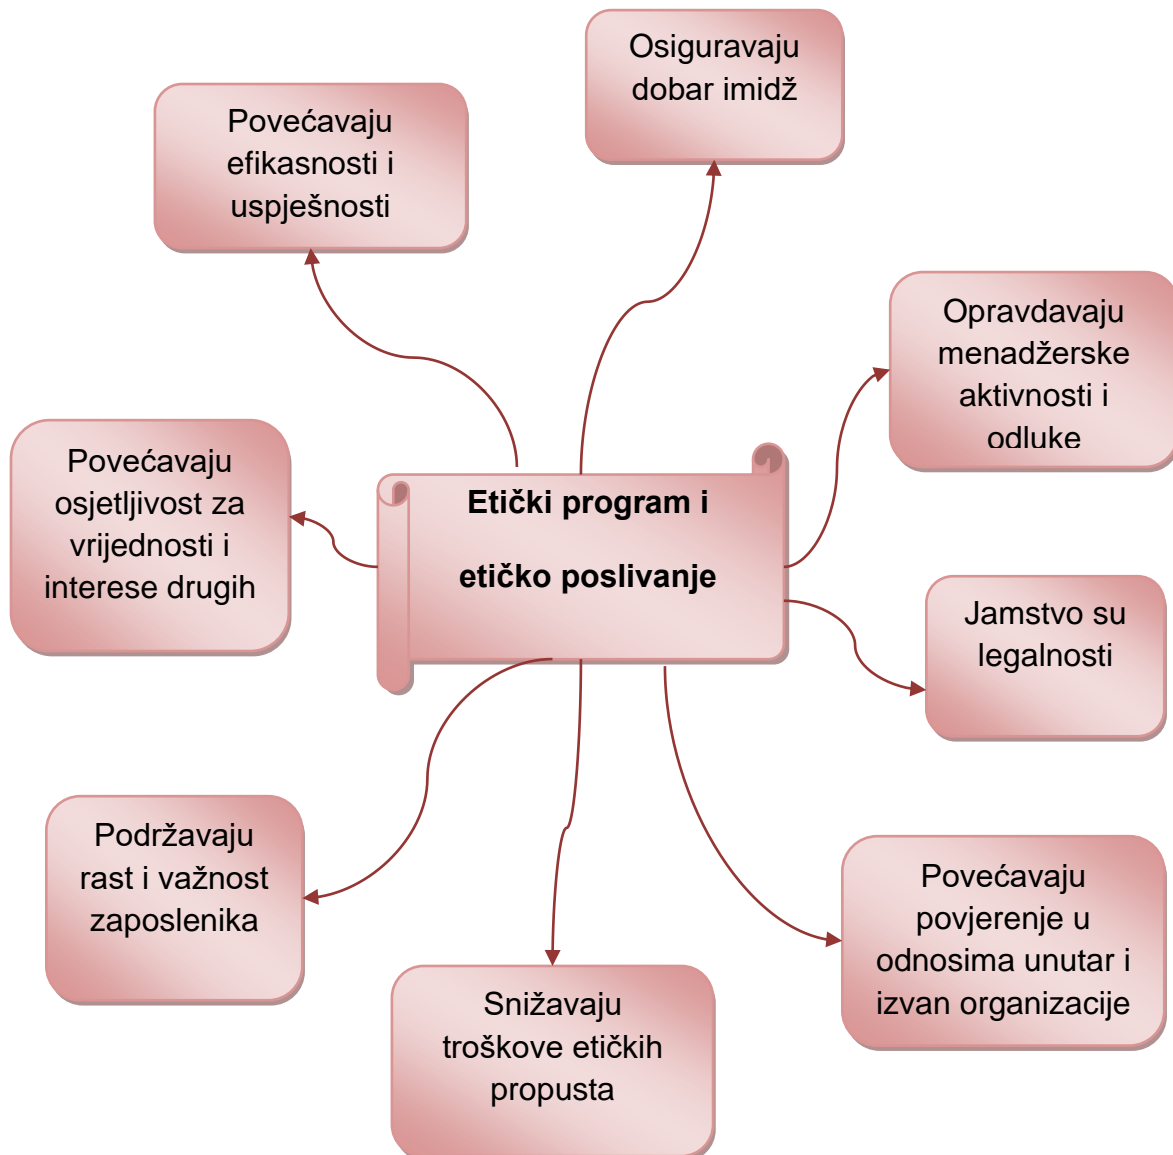 Osiguravaju
dobar imidž
Povećavaju
efikasnosti i
uspješnosti
Opravdavaju
menadžerske
aktivnosti i
odluke
Povećavaju
osjetljivost za
vrijednosti i
interese drugih
Etički program i
etičko poslivanje
Jamstvo su
legalnosti
Podržavaju
rast i važnost
zaposlenika
Povećavaju
povjerenje u
odnosima unutar i
izvan organizacije
Snižavaju
troškove etičkih
propusta